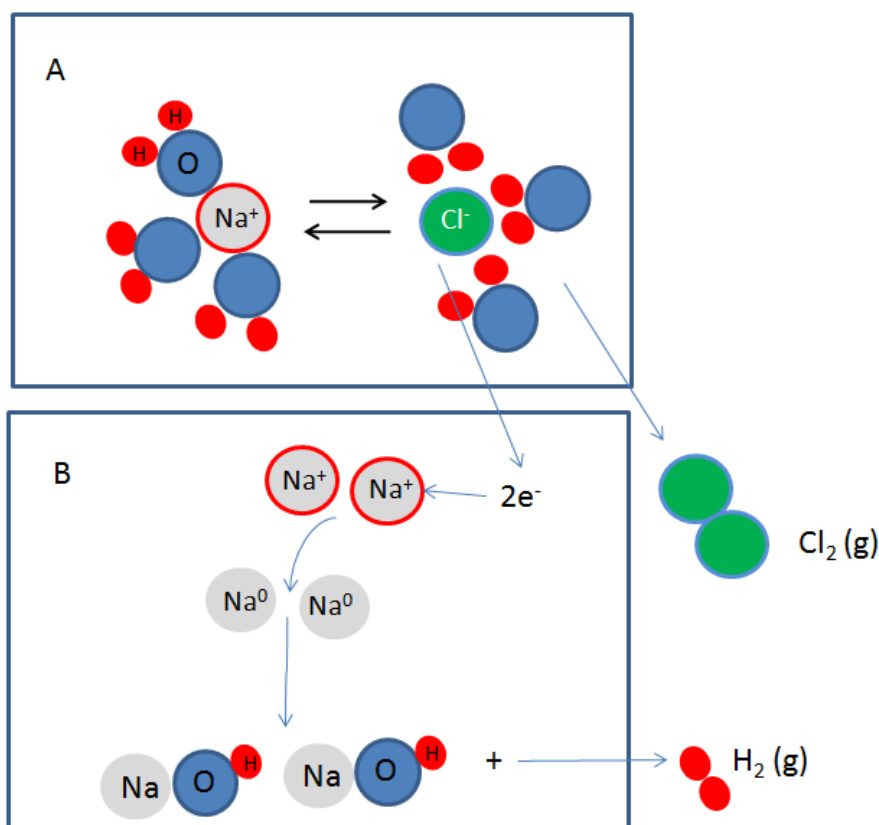 A
H
H
O
Na⁺
Cl⁻
B
Na⁺
Na⁺
2e⁻
Cl₂ (g)
Na⁰
Na⁰
Na
O
H
Na
O
H
+
H₂ (g)